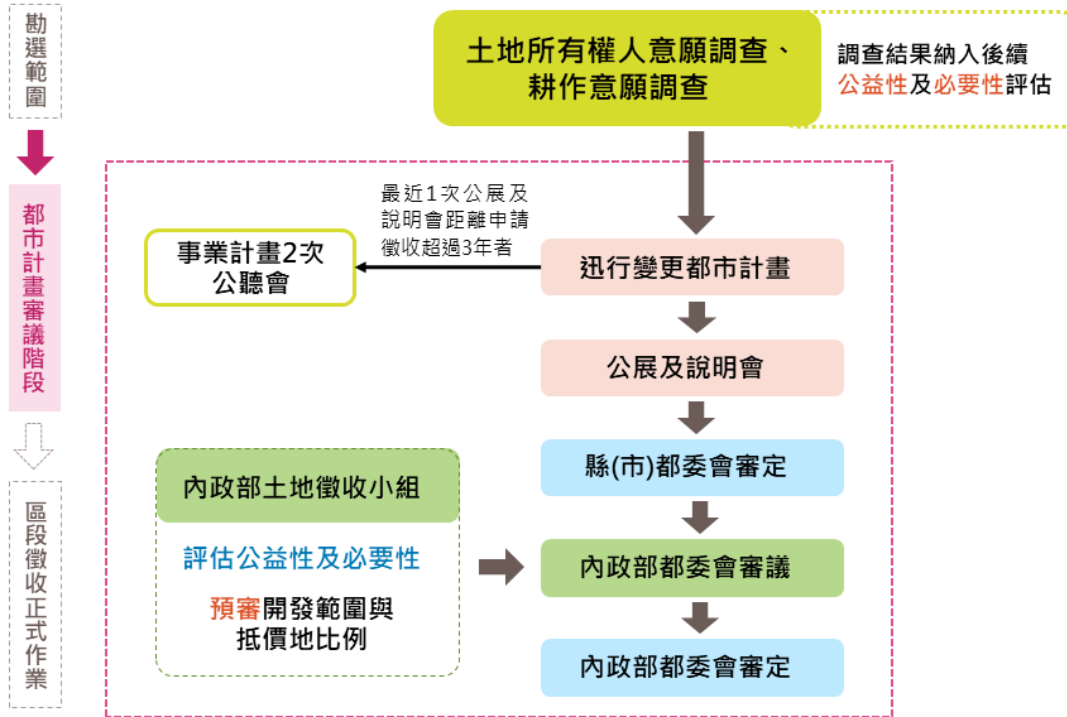 勘選範圍
都市計畫審議階段
區段徵收正式作業
土地所有權人意願調查、
耕作意願調查
調查結果納入後續
公益性及必要性評估
最近1次公展及
說明會距離申請
徵收超過3年者
事業計畫2次
公聽會
迅行變更都市計畫
公展及說明會
縣(市)都委會審定
內政部土地徵收小組
評估公益性及必要性
預審開發範圍與
抵價地比例
內政部都委會審議
內政部都委會審定